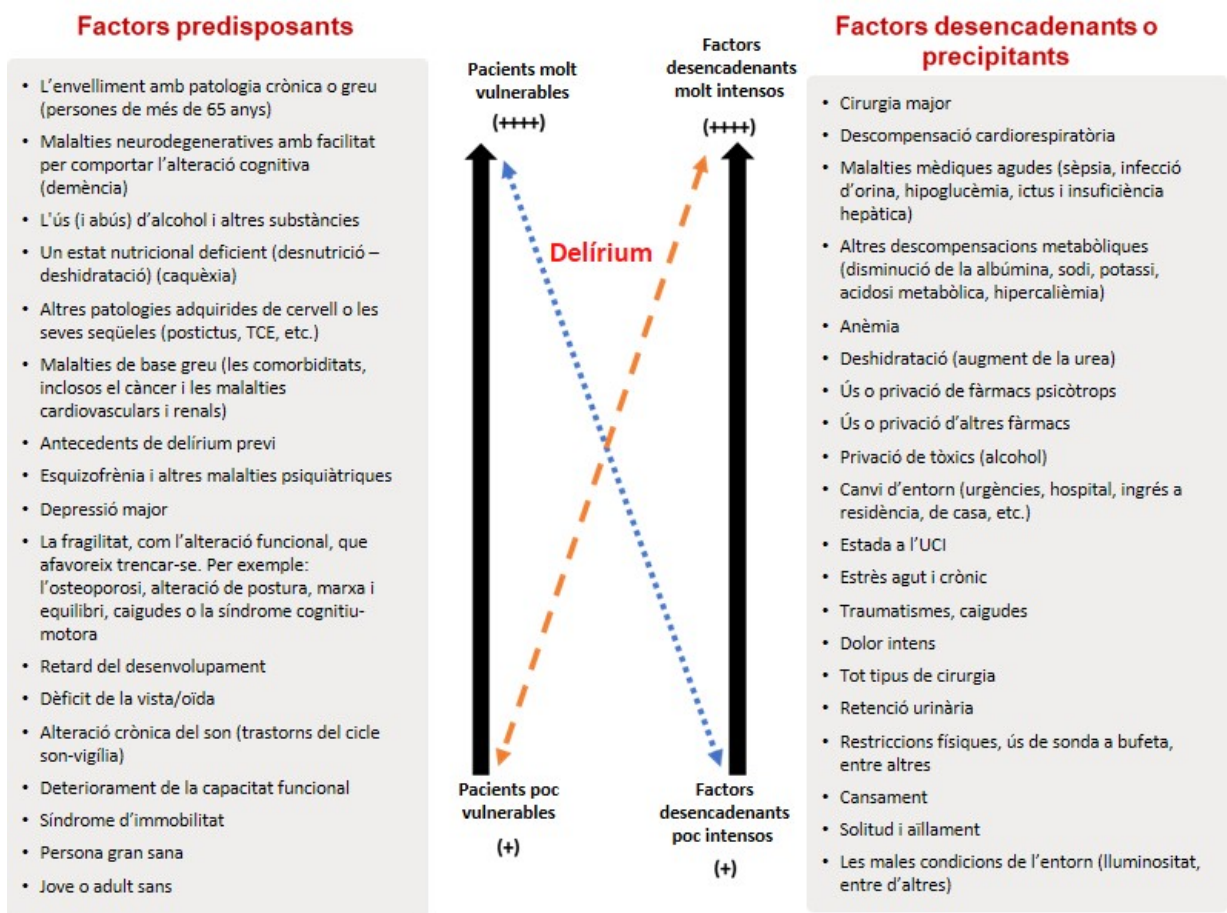 Factors predisposants
• L'envelliment amb patologia crònica o greu
(persones de més de 65 anys)
• Malalties neurodegeneratives amb facilitat
per comportar l'alteració cognitiva
(demència)
• L'ús (i abús) d'alcohol i altres substàncies
• Un estat nutricional deficient (desnutrició –
deshidratació) (caquèxia)
• Altres patologies adquirides de cervell o les
seves seqüeles (postictus, TCE, etc.)
• Malalties de base greu (les comorbiditats,
inclosos el càncer i les malalties
cardiovasculars i renals)
• Antecedents de delírium previ
• Esquizofrènia i altres malalties psiquiàtriques
• Depressió major
• La fragilitat, com l'alteració funcional, que
afavoreix trencar-se. Per exemple:
l'osteoporosi, alteració de postura, marxa i
equilibri, caigudes o la síndrome cognitiu-
motora
• Retard del desenvolupament
• Dèficit de la vista/oïda
• Alteració crònica del son (trastorns del cicle
son-vigília)
• Deteriorament de la capacitat funcional
• Síndrome d'immobilitat
• Persona gran sana
• Jove o adult sans
Pacients molt
vulnerables
(++++)
Factors
desencadenants
molt intensos
(++++)
Delírium
Pacients poc
vulnerables
(+)
Factors
desencadenants
poc intensos
(+)
Factors desencadenants o
precipitants
• Cirurgia major
• Descompensació cardiorespiratòria
• Malalties mèdiques agudes (sèpsia, infecció
d'orina, hipoglucèmia, ictus i insuficiència
hepàtica)
• Altres descompensacions metabòliques
(disminució de la albúmina, sodi, potassi,
acidosi metabòlica, hipercalièmia)
• Anèmia
• Deshidratació (augment de la urea)
• Ús o privació de fàrmacs psicòtrops
• Ús o privació d'altres fàrmacs
• Privació de tòxics (alcohol)
• Canvi d'entorn (urgències, hospital, ingrés a
residència, de casa, etc.)
• Estada a l'UCI
• Estrès agut i crònic
• Traumatismes, caigudes
• Dolor intens
• Tot tipus de cirurgia
• Retenció urinària
• Restriccions físiques, ús de sonda a bufeta,
entre altres
• Cansament
• Solitud i aïllament
• Les males condicions de l'entorn (lluminositat,
entre d'altres)